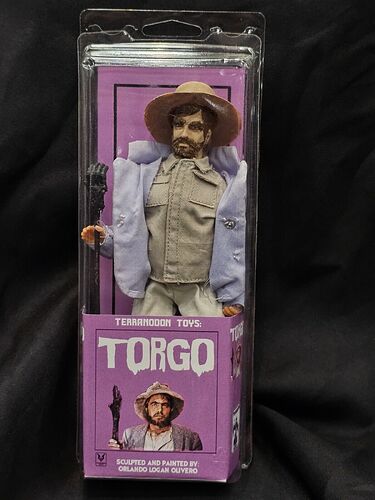 TERRANODON TOYS:
TORGO
SCULPTED AND PAINTED BY:
ORLANDO LOGAN OLIVERO